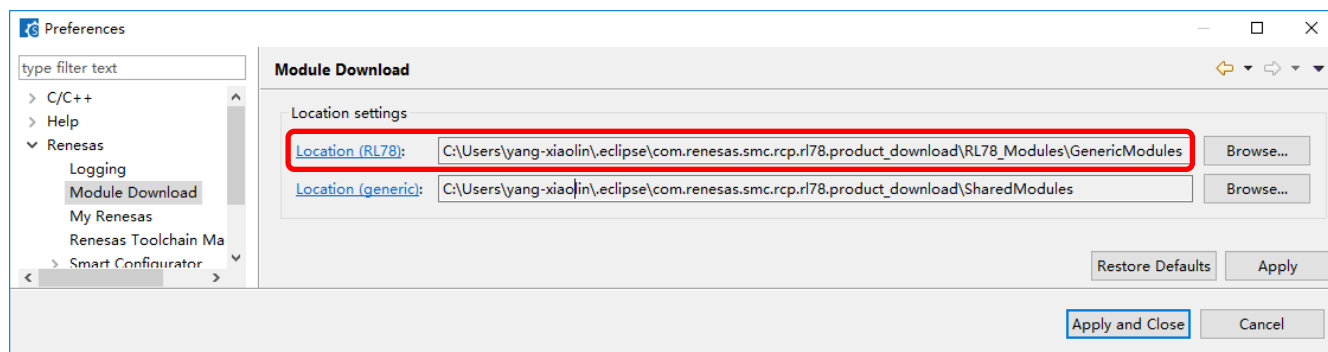 Preferences
type filter text
Module Download
C/C++
Help
Renesas
Logging
Module Download
My Renesas
Renesas Toolchain Ma
Smart Configurator
Location settings
Location (RL78):
C:\Users\yang-xiaolin\.eclipse\com.renesas.smc.rcp.rl78.product_download\RL78_Modules\GenericModules
Browse...
Location (generic):
C:\Users\yang-xiaolin\.eclipse\com.renesas.smc.rcp.rl78.product_download\SharedModules
Browse...
Restore Defaults
Apply
Apply and Close
Cancel